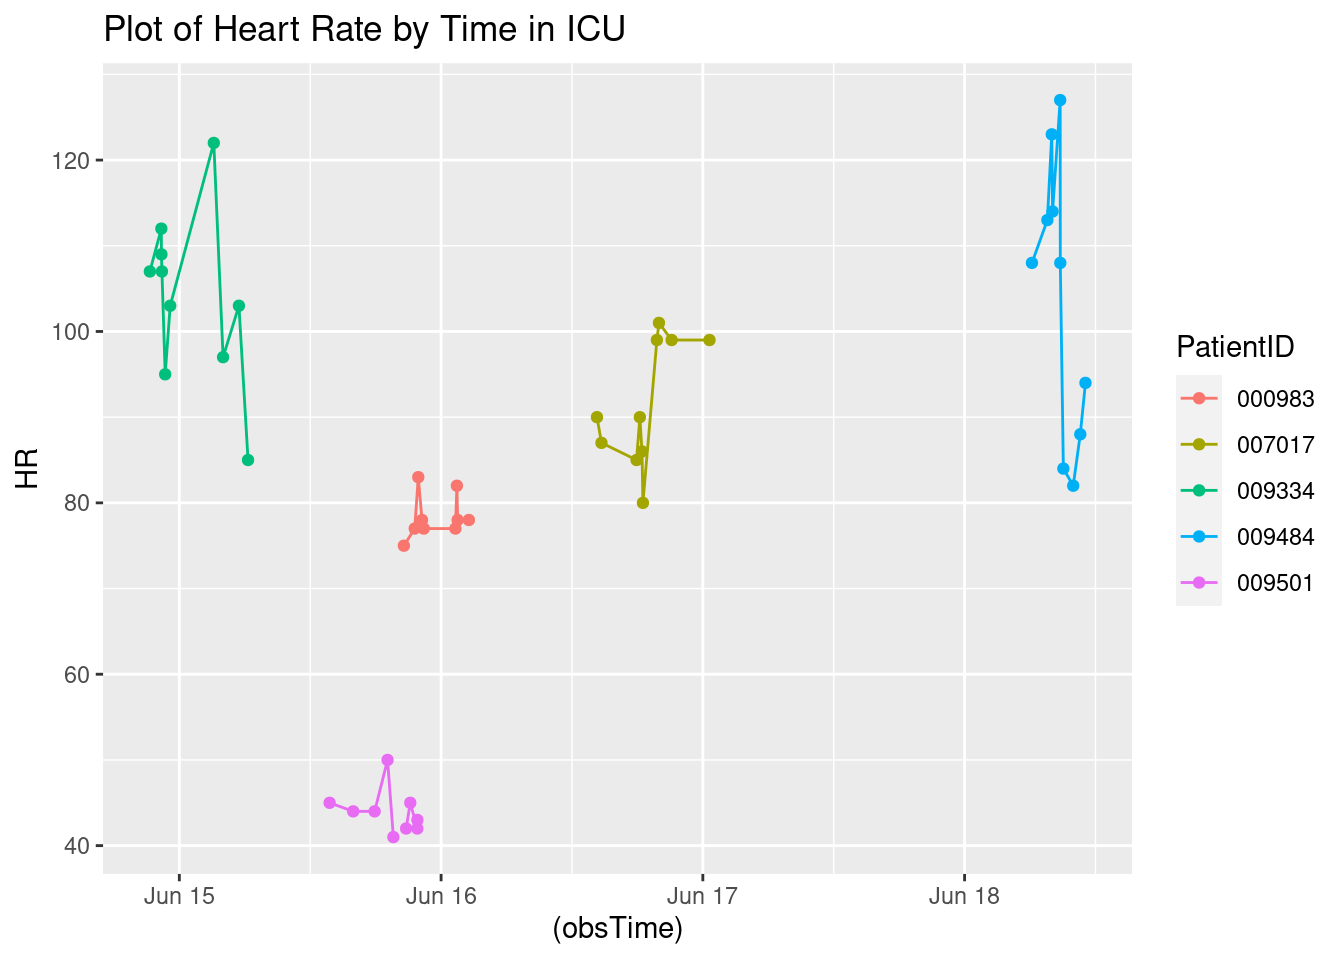 Plot of Heart Rate by Time in ICU
HR
120
100
80
60
40
Jun 15 Jun 16 Jun 17 Jun 18
(obsTime)
PatientID
000983
007017
009334
009484
009501